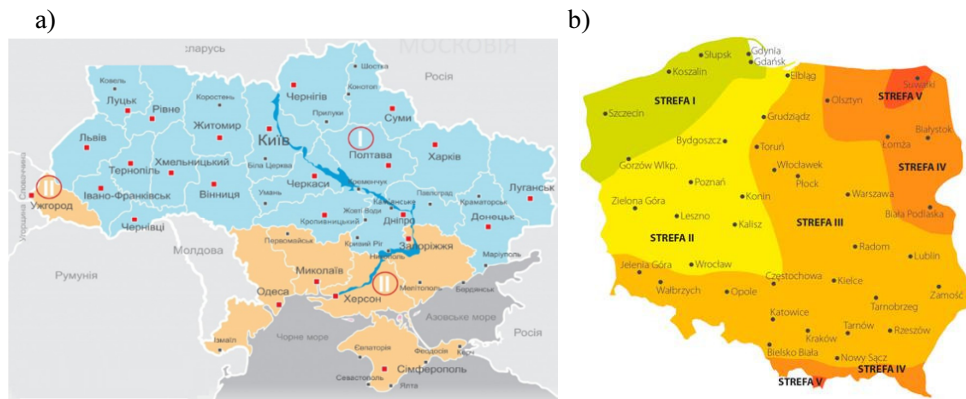 a)
b)
МОСКОВІЯ
еларусь
Росія
Шостка
Ковель
Чернігів
Конотоп
Луцьк
Рівне
Коростень
Прилуки
Суми
Львів
Житомир
Київ
I
Полтава
Харків
Тернопіль
Хмельницький
Біла Церква
Черкаси
Кременчук
Луганськ
II
Ужгород
Івано-Франківськ
Вінниця
Умань
Кам'янське
Павлоград
Краматорськ
Чернівці
Кропивницький
Жовті Води
Дніпро
Донецьк
Словаччина
Угорщина
Молдова
Первомайськ
Кривий Ріг
Нікополь
Запоріжжя
Маріуполь
Румунія
Миколаїв
II
Мелітополь
Бердянськ
Одеса
Херсон
Азовське море
Росія
Ізмаїл
Чорне море
Євпаторія
Феодосія
Керч
Сімферополь
Севастополь
Ялта
Słupsk
Gdynia
Gdańsk
Koszalin
Elbląg
Suwałki
STREFA I
Olsztyn
STREFA V
Szczecin
Grudziądz
Bydgoszcz
Białystok
Toruń
Łomża
Gorzów Wlkp.
Włocławek
STREFA IV
Poznań
Płock
Konin
Warszawa
Zielona Góra
Leszno
Biała Podlaska
Kalisz
STREFA III
STREFA II
Radom
Lublin
Jelenia Góra
Wrocław
Częstochowa
Kielce
Wałbrzych
Opole
Zamość
Tarnobrzeg
Katowice
Tarnów
Rzeszów
Kraków
Bielsko Biała
Nowy Sącz
STREFA IV
STREFA V